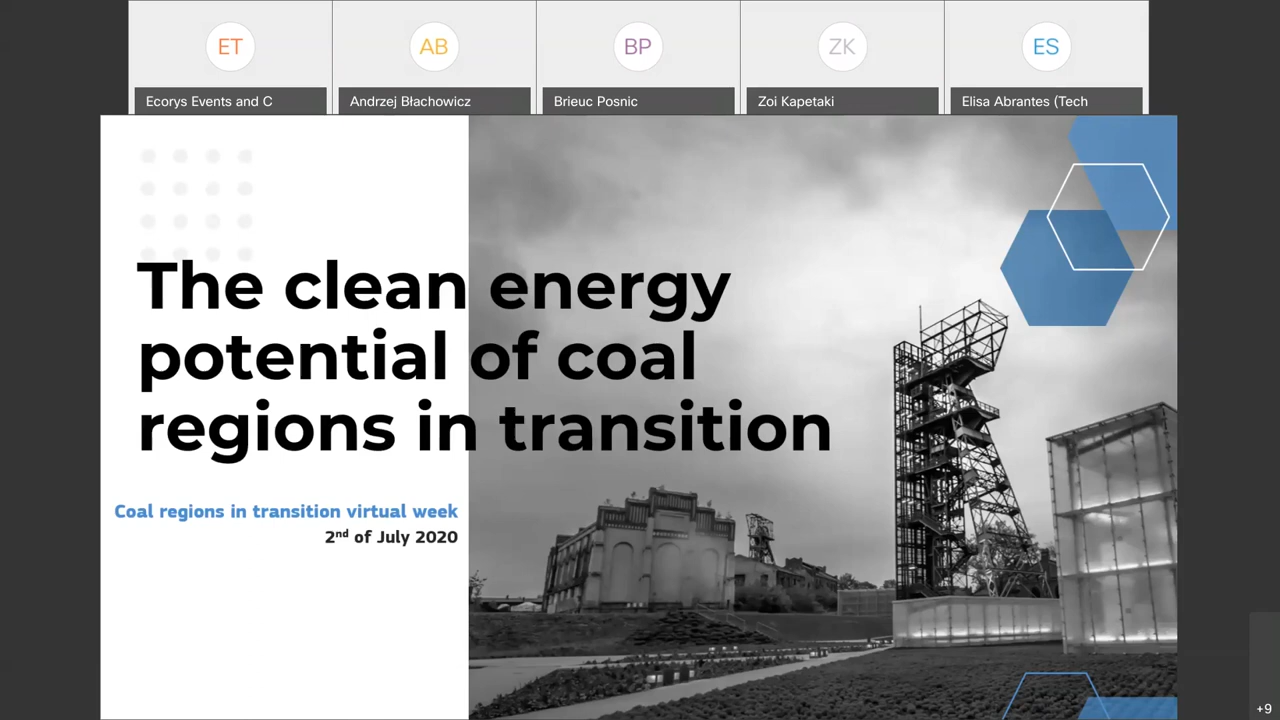 ET
AB
BP
ZK
ES
Ecorys Events and C
Andrzej Błachowicz
Brieuc Posnic
Zoi Kapetaki
Elisa Abrantes (Tech
The clean energy
potential of coal
regions in transition
Coal regions in transition virtual week
2nd of July 2020
+9